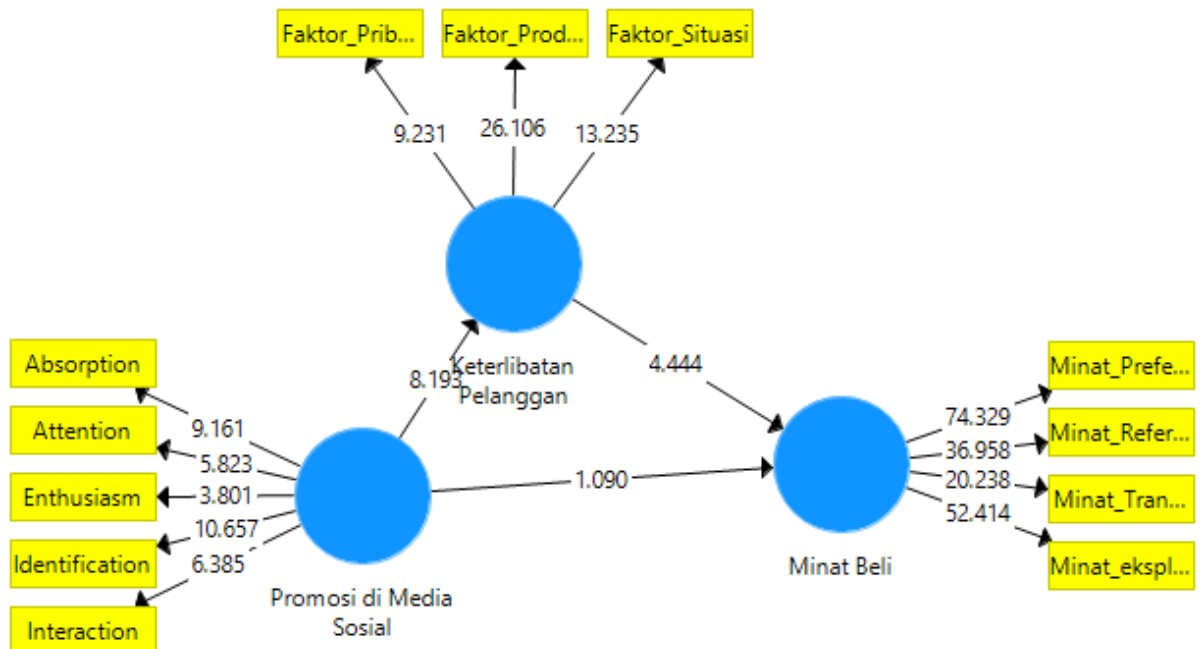 Faktor_Prib...
Faktor_Prod...
Faktor_Situasi
9.231
26.106
13.235
Keterlibatan
Pelanggan
8.193
4.444
1.090
Absorption
Attention
Enthusiasm
Identification
Interaction
9.161
5.823
3.801
10.657
6.385
Promosi di Media
Sosial
Minat Beli
74.329
36.958
20.238
52.414
Minat_Prefe...
Minat_Refer...
Minat_Tran...
Minat_ekspl...